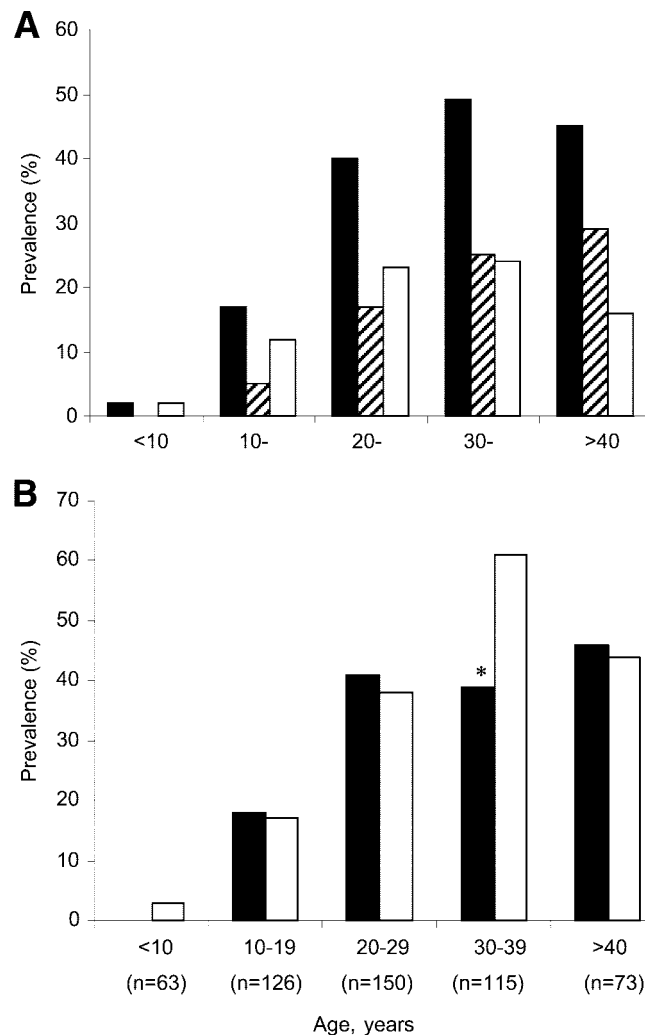 A
60
50
40
30
20
10
0
Prevalence (%)
<10 10- 20- 30- >40
B
70
60
50
40
30
20
10
0
Prevalence (%)
*
<10 10-19 20-29 30-39 >40
(n=63) (n=126) (n=150) (n=115) (n=73)
Age, years